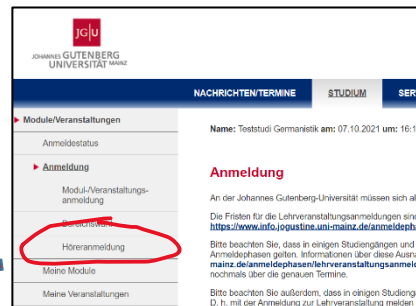 JG|U
JOHANNES GUTENBERG
UNIVERSITÄT MAINZ
NACHRICHTEN/TERMINE STUDIUM SER
Module/Veranstaltungen
Anmeldestatus
Anmeldung
Modul-/Veranstaltungs-
anmeldung
Höreranmeldung
Meine Module
Meine Veranstaltungen
Name: Teststudi Germanistik am: 07.10.2021 um: 16:1
Anmeldung
An der Johannes Gutenberg-Universität müssen sich al
Die Fristen für die Lehrveranstaltungsanmeldungen sind
https://www.info.jogustine.uni-mainz.de/anmeldepha
Bitte beachten Sie, dass in einigen Studiengängen und
Anmeldephasen gelten. Informationen über diese Ausna
mainz.de/anmeldephasen/lehrveranstaltungsanmeld
nochmals über die genauen Termine.
Bitte beachten Sie außerdem, dass in einigen Studieng
D. h. mit der Anmeldung zur Lehrveranstaltung melden